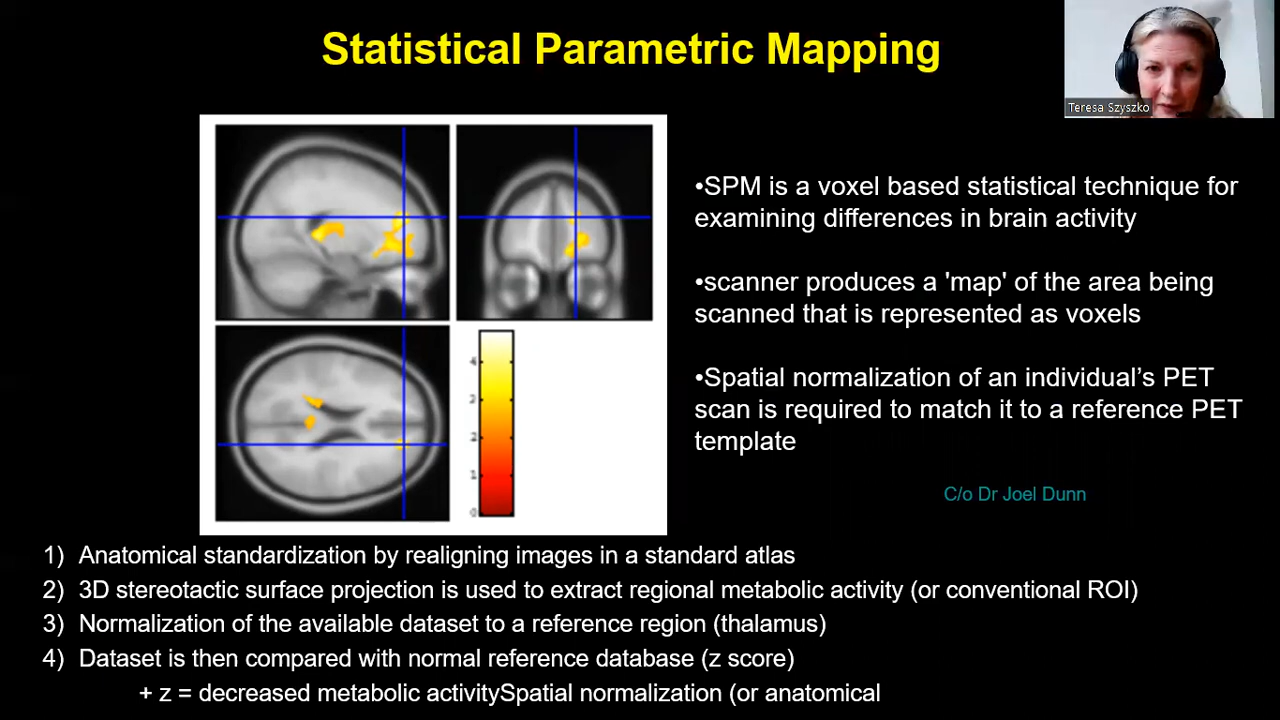 Statistical Parametric Mapping
Teresa Szyszko
•SPM is a voxel based statistical technique for
examining differences in brain activity
•scanner produces a 'map' of the area being
scanned that is represented as voxels
•Spatial normalization of an individual’s PET
scan is required to match it to a reference PET
template
C/o Dr Joel Dunn
4
3
2
1
0
1) Anatomical standardization by realigning images in a standard atlas
2) 3D stereotactic surface projection is used to extract regional metabolic activity (or conventional ROI)
3) Normalization of the available dataset to a reference region (thalamus)
4) Dataset is then compared with normal reference database (z score)
+ z = decreased metabolic activitySpatial normalization (or anatomical